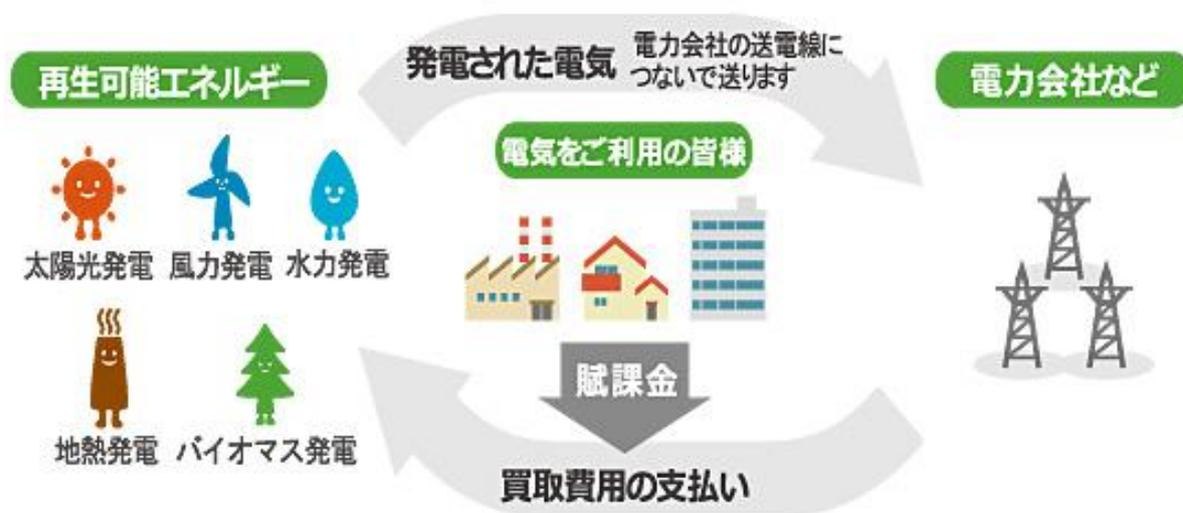 再生可能エネルギー
太陽光発電
風力発電
水力発電
地熱発電
バイオマス発電
発電された電気
電力会社の送電線に
つないで送ります
電気をご利用の皆様
賦課金
買取費用の支払い
電力会社など